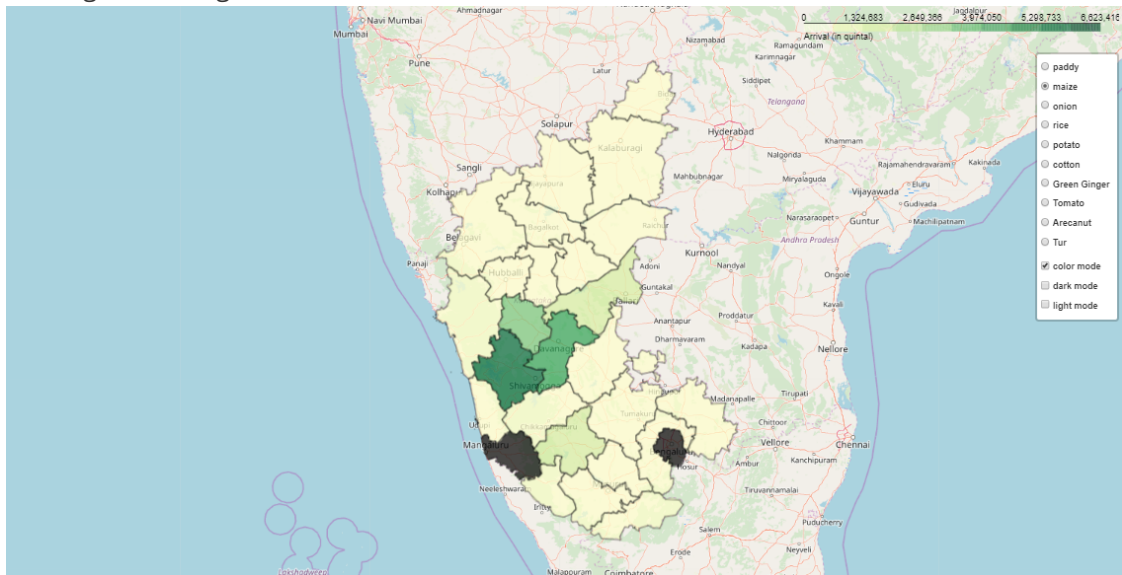 Ahmadnagar
Jagdalpur
Navi Mumbai
Mumbai
Nizamabad
Ramagundam
Karimnagar
Pune
Latur
Siddipet
Telangana
Solapur
Hyderabad
Khammam
Kalaburagi
Nalgonda
Rajamahendravaram
Kakinada
Sangli
Mahbubnagar
Miryalaguda
Eluru
Vijayawada
Gudivada
Narasaraopet
Machilipatnam
Guntur
Bagalkot
Raichur
Andhra Pradesh
Kurnool
Panaji
Adoni
Nandyal
Ongole
Hubballi
Guntakal
Kavali
Anantapur
Proddatur
Dharmavaram
Kadapa
Nellore
Davanagere
Tirupati
Madanapalle
Tumakuru
Chittoor
Mangaluru
Vellore
Chennai
Kanchipuram
Hosur
Ambur
Neeleshwaram
Tiruvannamalai
Iritty
Puducherry
Salem
Erode
Neyveli
Lakshadweep
Malappuram
Coimbatore
0 1,324,683 2,649,366 3,974,050 5,298,733 6,623,416
Arrival (in quintal)
paddy
maize
onion
rice
potato
cotton
Green Ginger
Tomato
Arecanut
Tur
color mode
dark mode
light mode